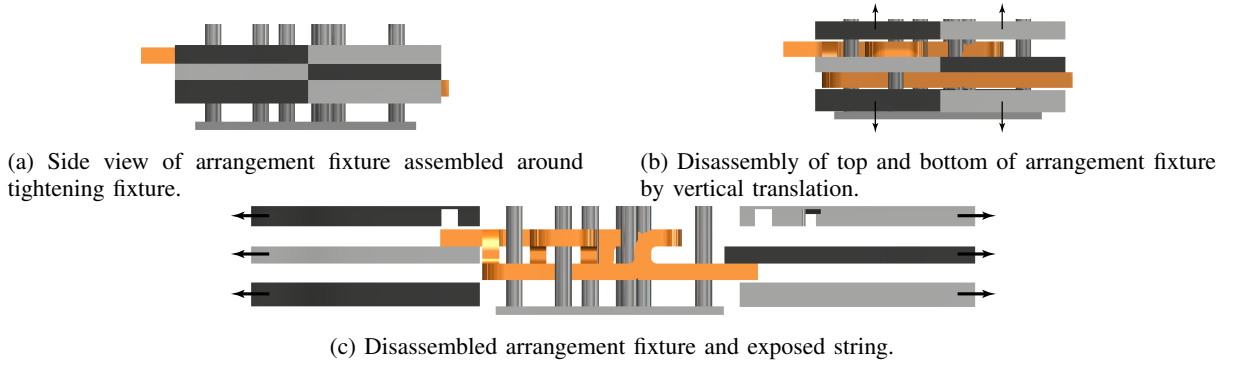 (a) Side view of arrangement fixture assembled around
tightening fixture.
(b) Disassembly of top and bottom of arrangement fixture
by vertical translation.
(c) Disassembled arrangement fixture and exposed string.